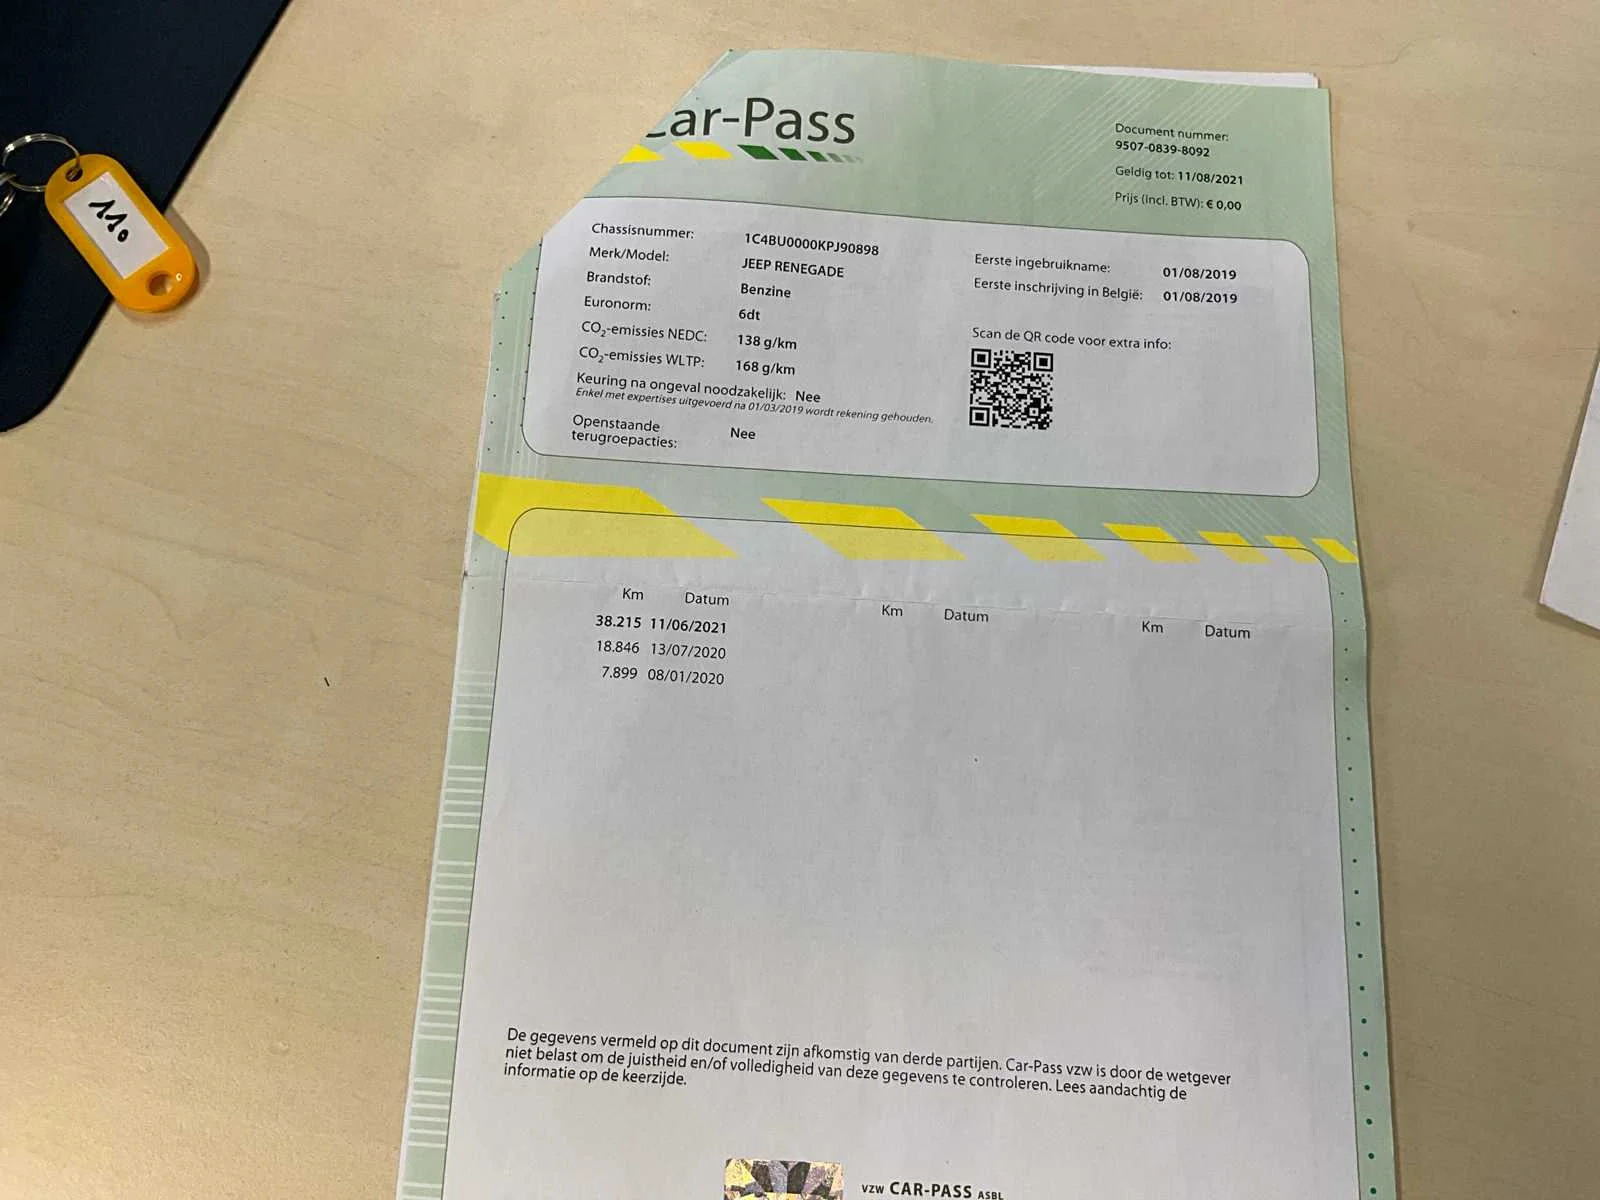 110
Car-Pass
Document nummer:
9507-0839-8092
Geldig tot: 11/08/2021
Prijs (incl. BTW): € 0,00
Chassisnummer: 1C4BU0000KPJ90898
Merk/Model: JEEP RENEGADE
Brandstof: Benzine
Euronorm: 6dt
CO2-emissies NEDC: 138 g/km
CO2-emissies WLTP: 168 g/km
Keuring na ongeval noodzakelijk: Nee
Enkel met expertises uitgevoerd na 01/03/2019 wordt rekening gehouden.
Openstaande
terugroepacties: Nee
Eerste ingebruikname: 01/08/2019
Eerste inschrijving in België: 01/08/2019
Scan de QR code voor extra info:
Km Datum Km Datum Km Datum
38.215 11/06/2021
18.846 13/07/2020
7.899 08/01/2020
De gegevens vermeld op dit document zijn afkomstig van derde partijen. Car-Pass vzw is door de wetgever
niet belast om de juistheid en/of volledigheid van deze gegevens te controleren. Lees aandachtig de
informatie op de keerzijde.
vzw CAR-PASS ASBL